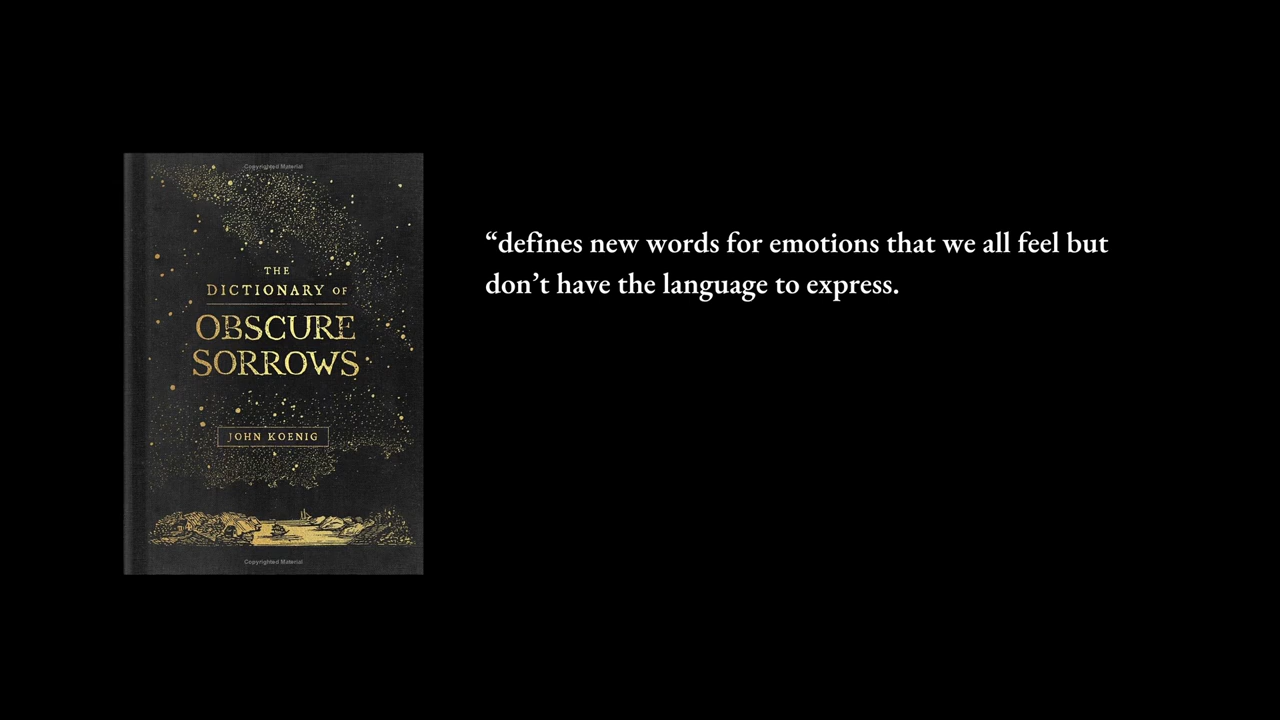 Copyrighted Material
THE
DICTIONARY OF
OBSCURE
SORROWS
JOHN KOENIG
Copyrighted Material
“defines new words for emotions that we all feel but
don’t have the language to express.